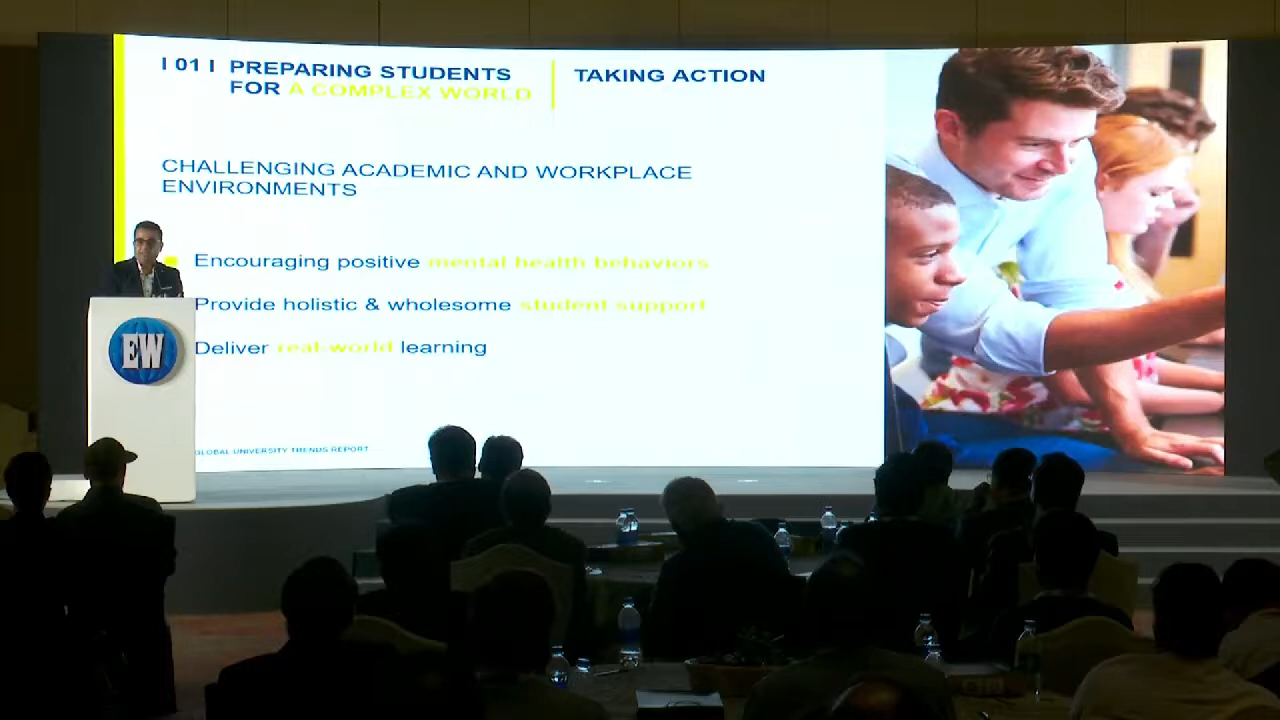 I 01 I PREPARING STUDENTS
FOR A COMPLEX WORLD
TAKING ACTION
CHALLENGING ACADEMIC AND WORKPLACE
ENVIRONMENTS
Encouraging positive mental health behaviors
Provide holistic & wholesome student support
Deliver real-world learning
GLOBAL UNIVERSITY TRENDS REPORT
EW